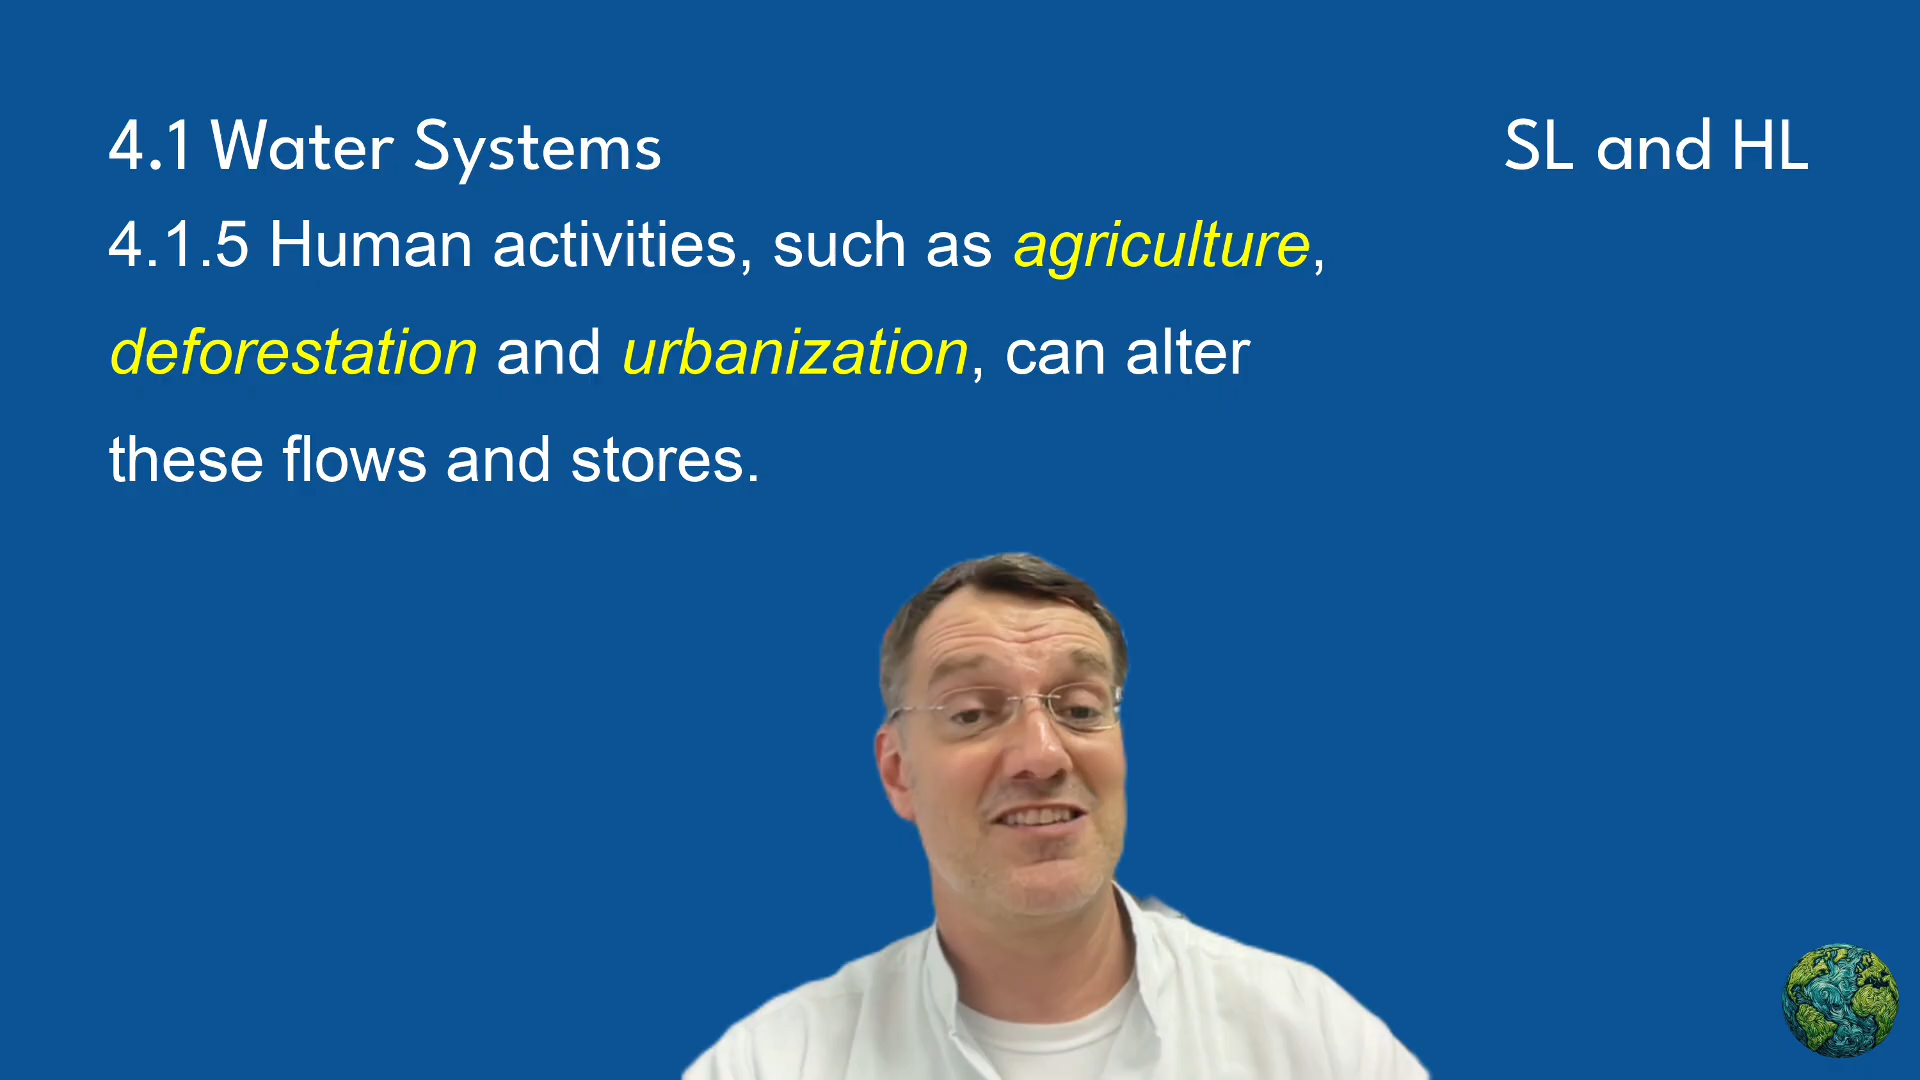 4.1 Water Systems
SL and HL
4.1.5 Human activities, such as agriculture,
deforestation and urbanization, can alter
these flows and stores.